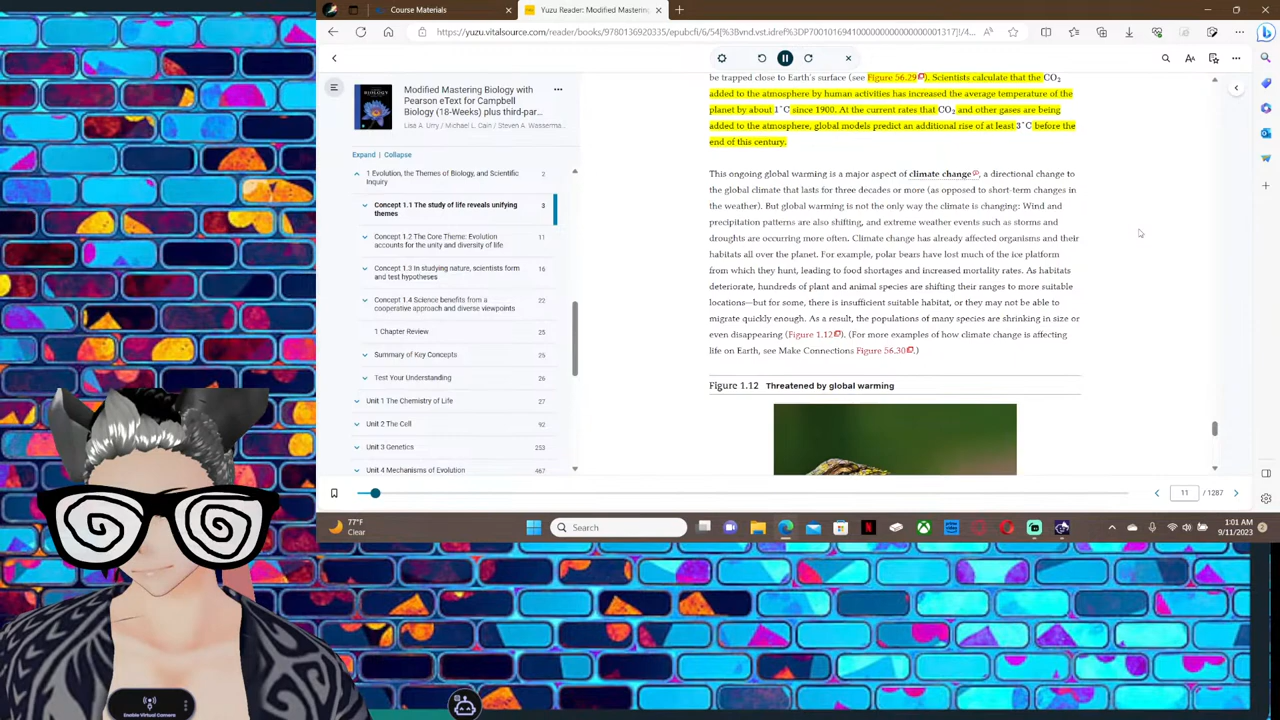 Course Materials
Yuzu Reader: Modified Mastering
https://yuzu.vitalsource.com/reader/books/9780136920335/epubcfi/6/54[%3Bvnd.vst.idref%3DP70010169410000000000000000001317]!/4...
Modified Mastering Biology with
Pearson eText for Campbell
Biology (18-Weeks) plus third-par...
Lisa A. Urry / Michael L. Cain / Steven A. Wasserma...
Expand | Collapse
1 Evolution, the Themes of Biology, and Scientific Inquiry 2
Concept 1.1 The study of life reveals unifying themes 3
Concept 1.2 The Core Theme: Evolution accounts for the unity and diversity of life 11
Concept 1.3 In studying nature, scientists form and test hypotheses 16
Concept 1.4 Science benefits from a cooperative approach and diverse viewpoints 22
1 Chapter Review 25
Summary of Key Concepts 25
Test Your Understanding 26
Unit 1 The Chemistry of Life 27
Unit 2 The Cell 92
Unit 3 Genetics 253
Unit 4 Mechanisms of Evolution 467
be trapped close to Earth's surface (see Figure 56.29). Scientists calculate that the CO₂
added to the atmosphere by human activities has increased the average temperature of the
planet by about 1˚C since 1900. At the current rates that CO₂ and other gases are being
added to the atmosphere, global models predict an additional rise of at least 3˚C before the
end of this century.
This ongoing global warming is a major aspect of climate change, a directional change to
the global climate that lasts for three decades or more (as opposed to short-term changes in
the weather). But global warming is not the only way the climate is changing: Wind and
precipitation patterns are also shifting, and extreme weather events such as storms and
droughts are occurring more often. Climate change has already affected organisms and their
habitats all over the planet. For example, polar bears have lost much of the ice platform
from which they hunt, leading to food shortages and increased mortality rates. As habitats
deteriorate, hundreds of plant and animal species are shifting their ranges to more suitable
locations—but for some, there is insufficient suitable habitat, or they may not be able to
migrate quickly enough. As a result, the populations of many species are shrinking in size or
even disappearing (Figure 1.12). (For more examples of how climate change is affecting
life on Earth, see Make Connections Figure 56.30.)
Figure 1.12 Threatened by global warming
11 / 1287
77°F
Clear
Search
1:01 AM
9/11/2023
Enable Virtual Camera